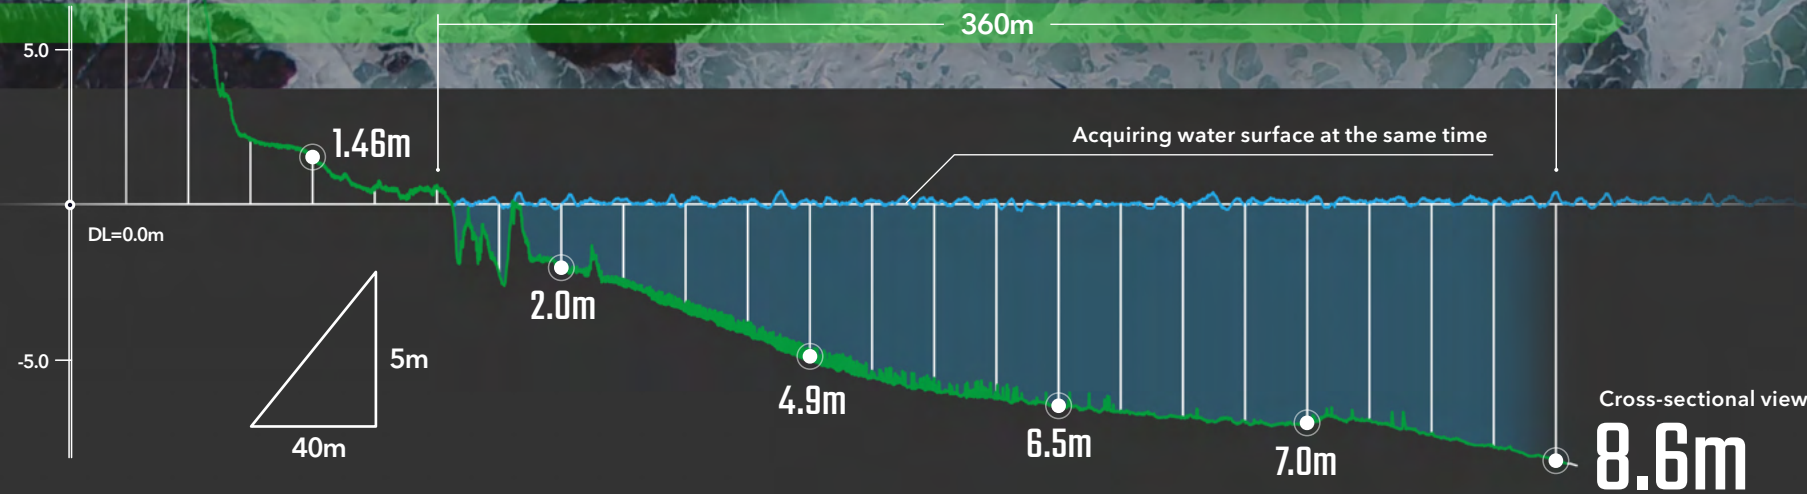 360m
5.0
1.46m
Acquiring water surface at the same time
DL=0.0m
2.0m
5m
-5.0
4.9m
Cross-sectional view
40m
6.5m
7.0m
8.6m